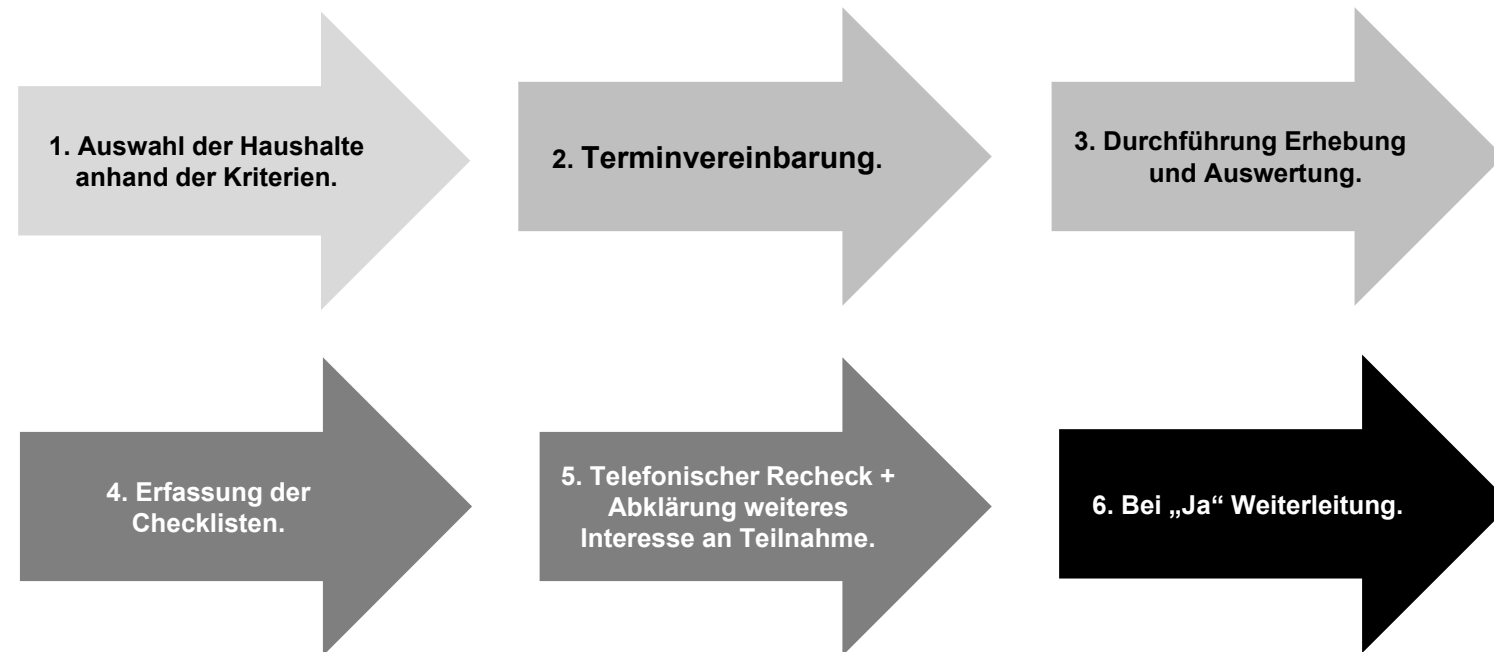 1. Auswahl der Haushalte
anhand der Kriterien.
2. Terminvereinbarung.
3. Durchführung Erhebung
und Auswertung.
4. Erfassung der
Checklisten.
5. Telefonischer Recheck +
Abklärung weiteres
Interesse an Teilnahme.
6. Bei „Ja“ Weiterleitung.